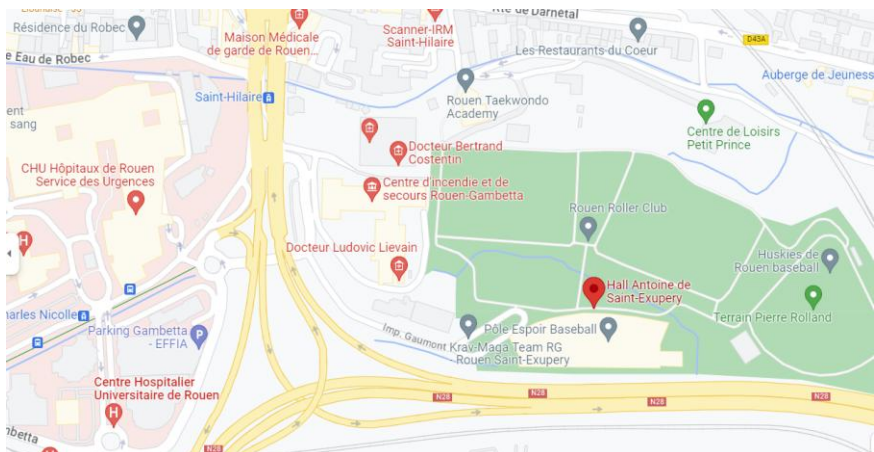 Résidence du Robec
e Eau de Robec
Maison Médicale
de garde de Rouen...
Scanner-IRM
Saint-Hilaire
Rte de Darnétal
D43A
Les Restaurants du Coeur
Auberge de Jeuness
Saint-Hilaire
Rouen Taekwondo
Academy
ent
sang
Centre de Loisirs
Petit Prince
Docteur Bertrand
Costentin
CHU Hôpitaux de Rouen
Service des Urgences
Centre d'incendie et de
secours Rouen-Gambetta
Rouen Roller Club
Docteur Ludovic Lievain
Huskies de
Rouen baseball
Hall Antoine de
Saint-Exupery
Terrain Pierre Rolland
harles Nicolle
Parking Gambetta
- EFFIA
P
Imp. Gaumont
Krav-Maga Team RG
Rouen Saint-Exupery
Pôle Espoir Baseball
Centre Hospitalier
Universitaire de Rouen
H
H
N28
N28
N28
N28
N28
mbetta